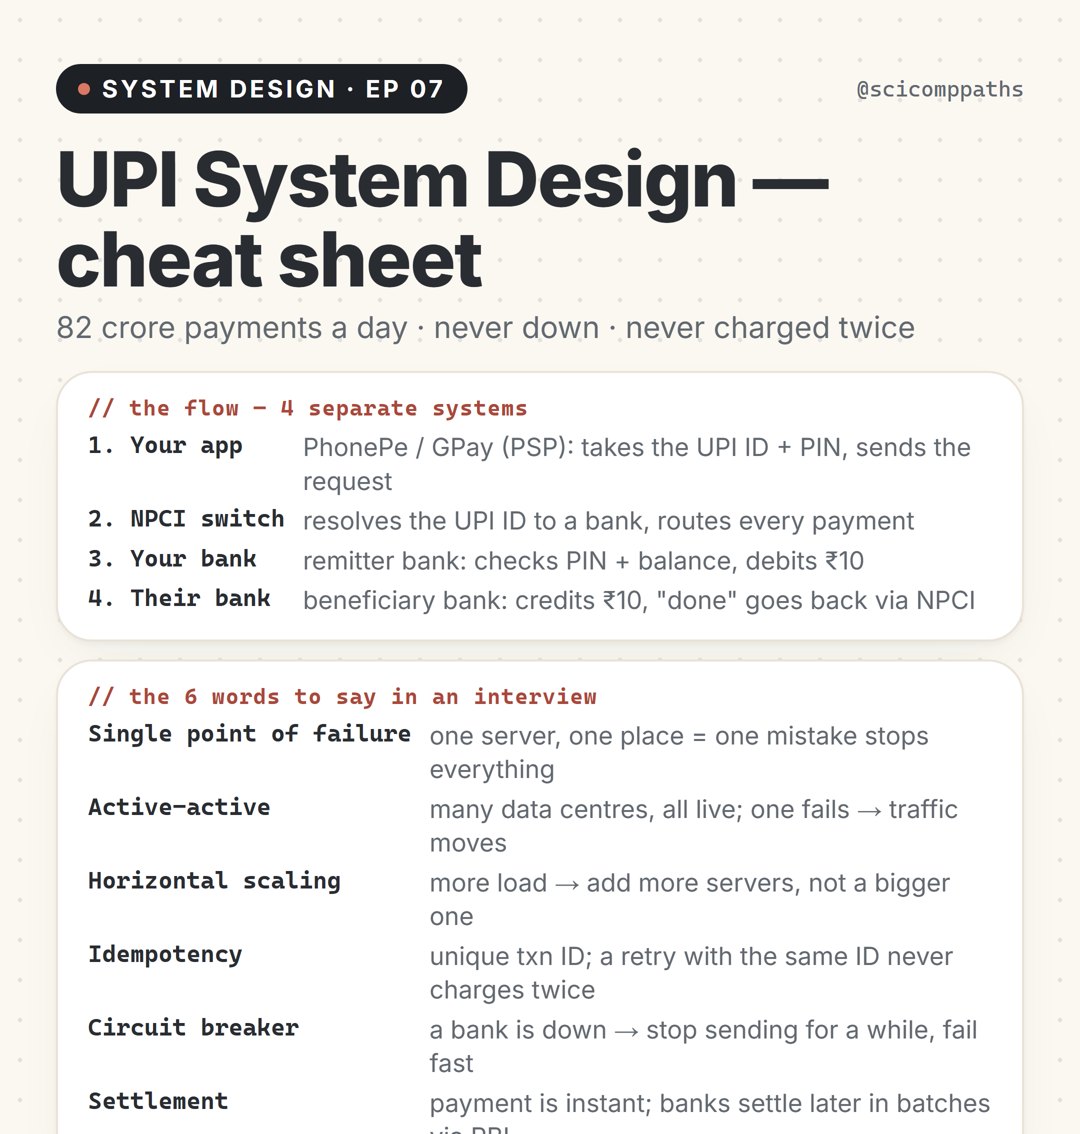 SYSTEM DESIGN · EP 07
@scicomppaths
UPI System Design —
cheat sheet
82 crore payments a day · never down · never charged twice
// the flow — 4 separate systems
1. Your app PhonePe / GPay (PSP): takes the UPI ID + PIN, sends the
request
2. NPCI switch resolves the UPI ID to a bank, routes every payment
3. Your bank remitter bank: checks PIN + balance, debits ₹10
4. Their bank beneficiary bank: credits ₹10, "done" goes back via NPCI
// the 6 words to say in an interview
Single point of failure one server, one place = one mistake stops
everything
Active-active many data centres, all live; one fails → traffic
moves
Horizontal scaling more load → add more servers, not a bigger
one
Idempotency unique txn ID; a retry with the same ID never
charges twice
Circuit breaker a bank is down → stop sending for a while, fail
fast
Settlement payment is instant; banks settle later in batches